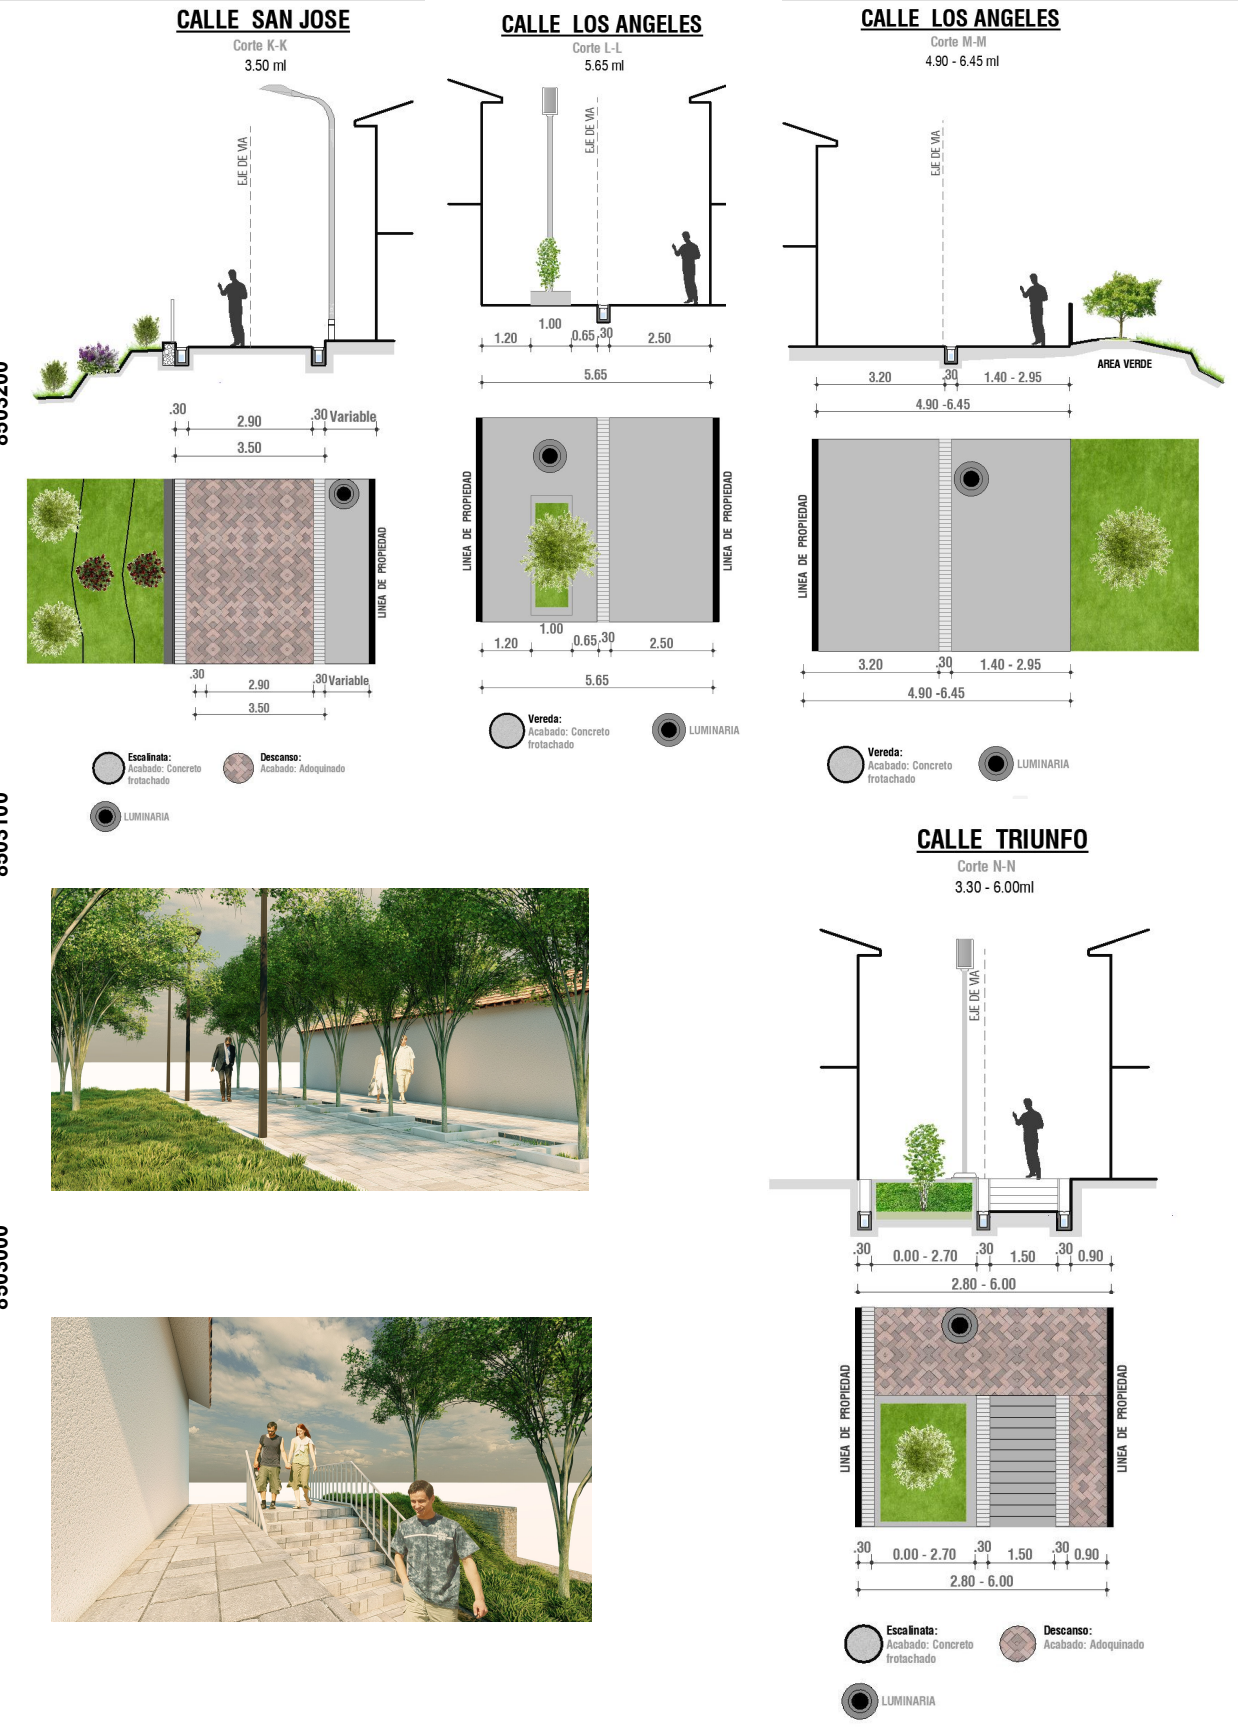 CALLE SAN JOSE
Corte K-K
3.50 ml
EJE DE VIA
.30
2.90
.30
Variable
3.50
LINEA DE PROPIEDAD
.30
2.90
.30
Variable
3.50
Escalinata:
Acabado: Concreto
frotachado
Descanso:
Acabado: Adoquinado
LUMINARIA
CALLE LOS ANGELES
Corte L-L
5.65 ml
EJE DE VIA
1.20
1.00
0.65
.30
2.50
5.65
LINEA DE PROPIEDAD
LINEA DE PROPIEDAD
1.20
1.00
0.65
.30
2.50
5.65
Vereda:
Acabado: Concreto
frotachado
LUMINARIA
CALLE LOS ANGELES
Corte M-M
4.90 - 6.45 ml
EJE DE VIA
AREA VERDE
3.20
.30
1.40 - 2.95
4.90 -6.45
LINEA DE PROPIEDAD
3.20
.30
1.40 - 2.95
4.90 -6.45
Vereda:
Acabado: Concreto
frotachado
LUMINARIA
CALLE TRIUNFO
Corte N-N
3.30 - 6.00ml
EJE DE VIA
.30
0.00 - 2.70
.30
1.50
.30
0.90
2.80 - 6.00
LINEA DE PROPIEDAD
LINEA DE PROPIEDAD
.30
0.00 - 2.70
.30
1.50
.30
0.90
2.80 - 6.00
Escalinata:
Acabado: Concreto
frotachado
Descanso:
Acabado: Adoquinado
LUMINARIA
8503200
8503100
8503000